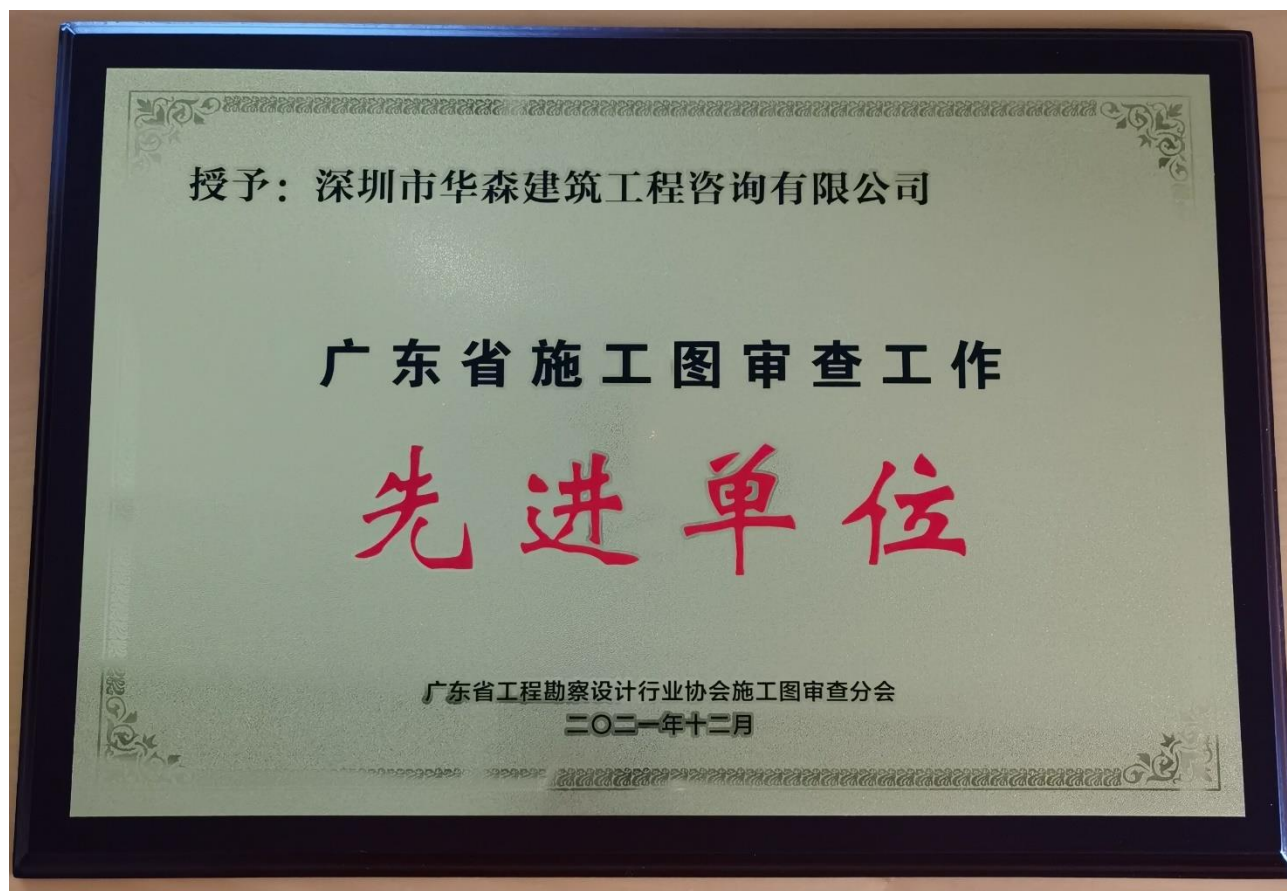 授予：深圳市华森建筑工程咨询有限公司
广东省施工图审查工作
先进单位
广东省工程勘察设计行业协会施工图审查分会
二〇二一年十二月